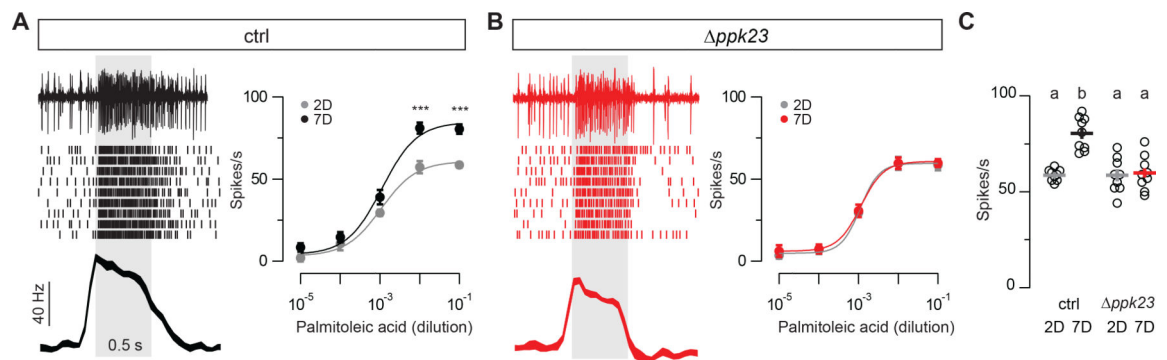 A
ctrl
B
Δppk23
C
100
50
0
Spikes/s
2D
7D
***
***
10⁻⁵
10⁻³
10⁻¹
Palmitoleic acid (dilution)
40 Hz
0.5 s
100
50
0
Spikes/s
2D
7D
10⁻⁵
10⁻³
10⁻¹
Palmitoleic acid (dilution)
a b a a
100
50
0
Spikes/s
ctrl Δppk23
2D 7D 2D 7D